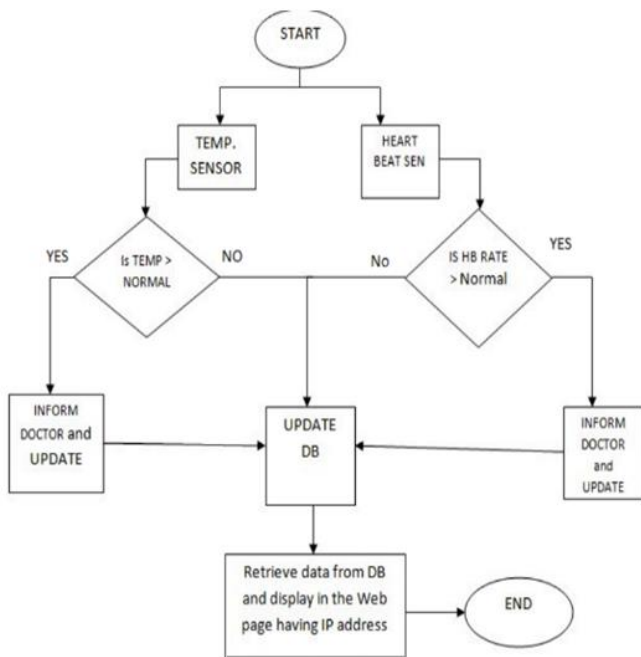 START
TEMP.
SENSOR
HEART
BEAT SEN
YES
Is TEMP >
NORMAL
NO
No
IS HB RATE
> Normal
YES
INFORM
DOCTOR and
UPDATE
UPDATE
DB
INFORM
DOCTOR
and
UPDATE
Retrieve data from DB
and display in the Web
page having IP address
END